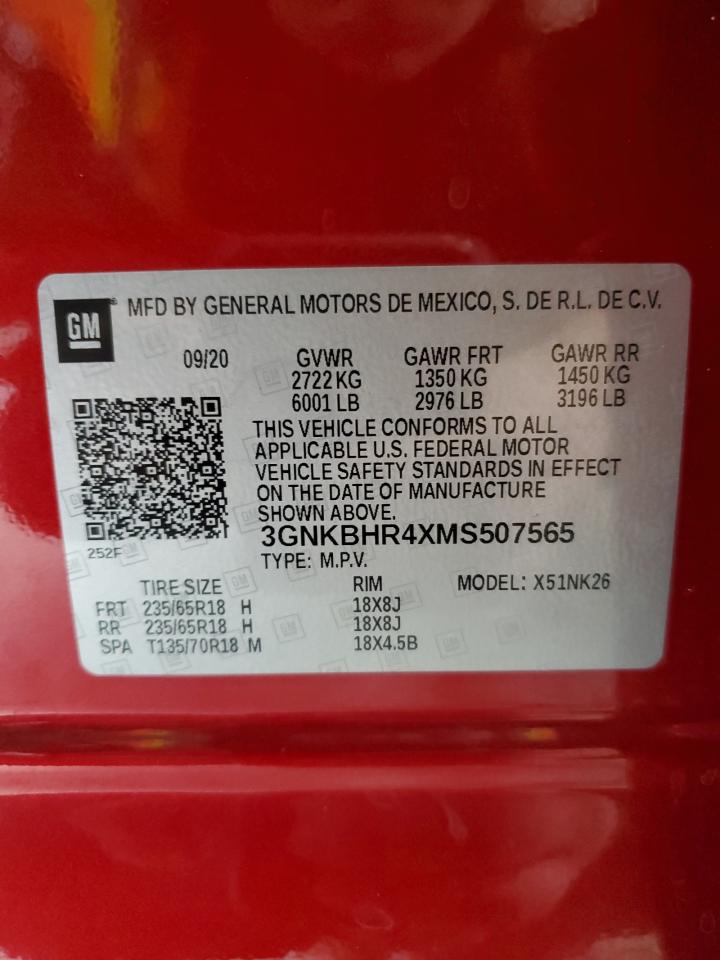 GM ® MFD BY GENERAL MOTORS DE MEXICO, S. DE R.L. DE C.V.
09/20 GVWR GAWR FRT GAWR RR
2722 KG 1350 KG 1450 KG
6001 LB 2976 LB 3196 LB
THIS VEHICLE CONFORMS TO ALL
APPLICABLE U.S. FEDERAL MOTOR
VEHICLE SAFETY STANDARDS IN EFFECT
ON THE DATE OF MANUFACTURE
SHOWN ABOVE.
3GNKBHR4XMS507565
252F
TYPE: M.P.V.
TIRE SIZE RIM MODEL: X51NK26
FRT 235/65R18 H 18X8J
RR 235/65R18 H 18X8J
SPA T135/70R18 M 18X4.5B